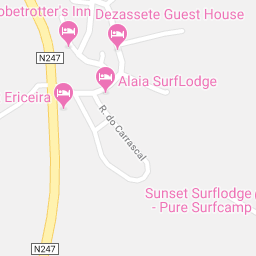 obetrotter's Inn
Dezassete Guest House
N247
Alaia SurfLodge
Ericeira
R. do Carrascal
Sunset Surflodge
- Pure Surfcamp
N247